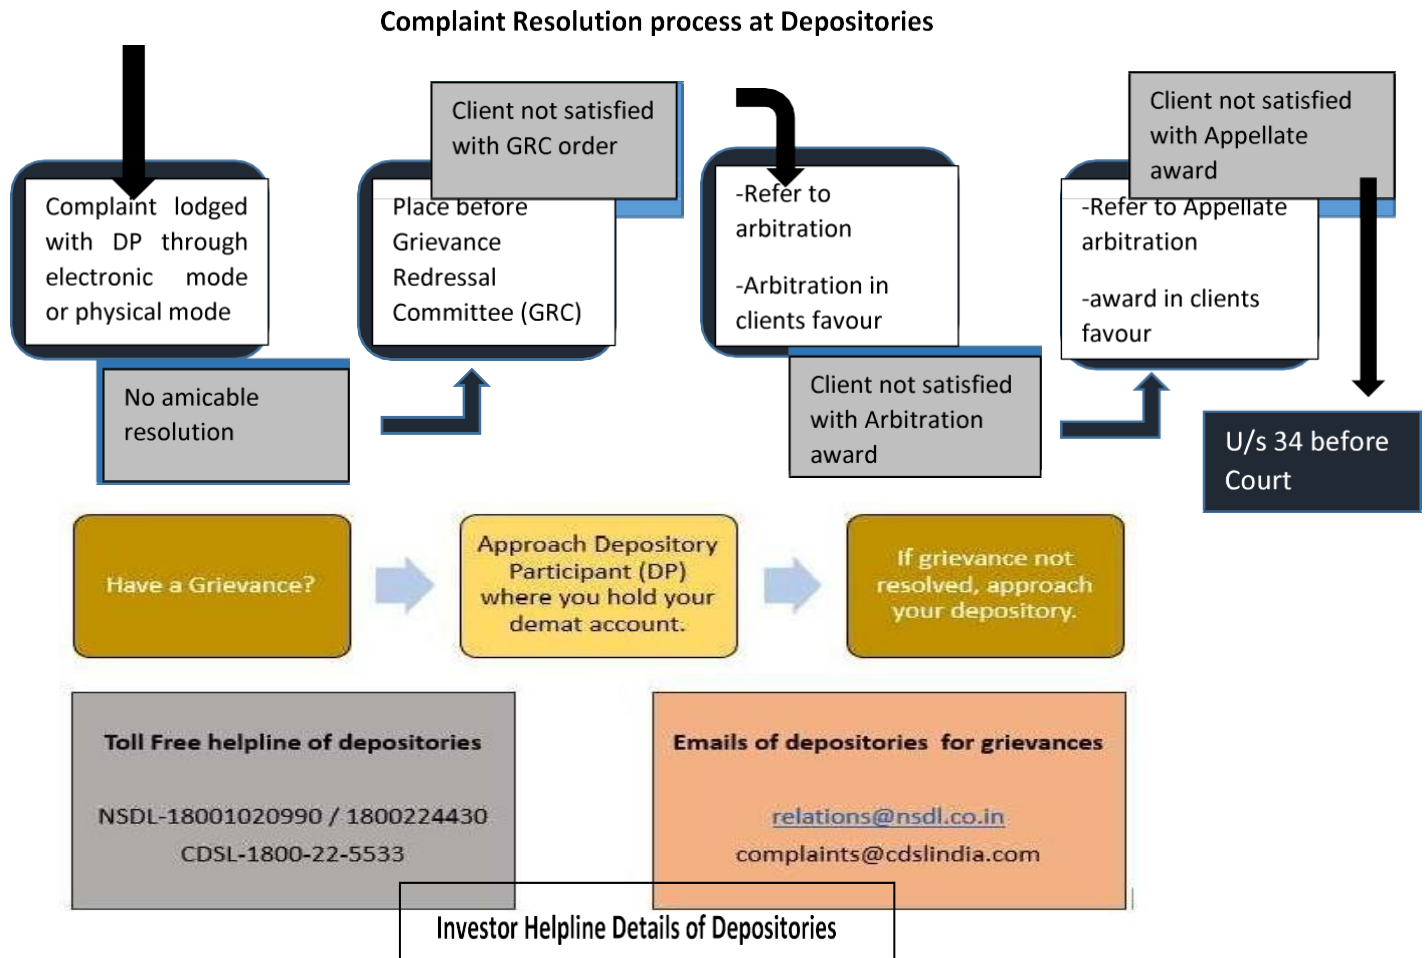 Complaint Resolution process at Depositories
Complaint lodged
with DP through
electronic mode
or physical mode
No amicable
resolution
Client not satisfied
with GRC order
Place before
Grievance
Redressal
Committee (GRC)
-Refer to
arbitration
-Arbitration in
clients favour
Client not satisfied
with Arbitration
award
Client not satisfied
with Appellate
award
-Refer to Appellate
arbitration
-award in clients
favour
U/s 34 before
Court
Have a Grievance?
Approach Depository
Participant (DP)
where you hold your
demat account.
If grievance not
resolved, approach
your depository.
Toll Free helpline of depositories
NSDL-18001020990 / 1800224430
CDSL-1800-22-5533
Emails of depositories for grievances
relations@nsdl.co.in
complaints@cdslindia.com
Investor Helpline Details of Depositories